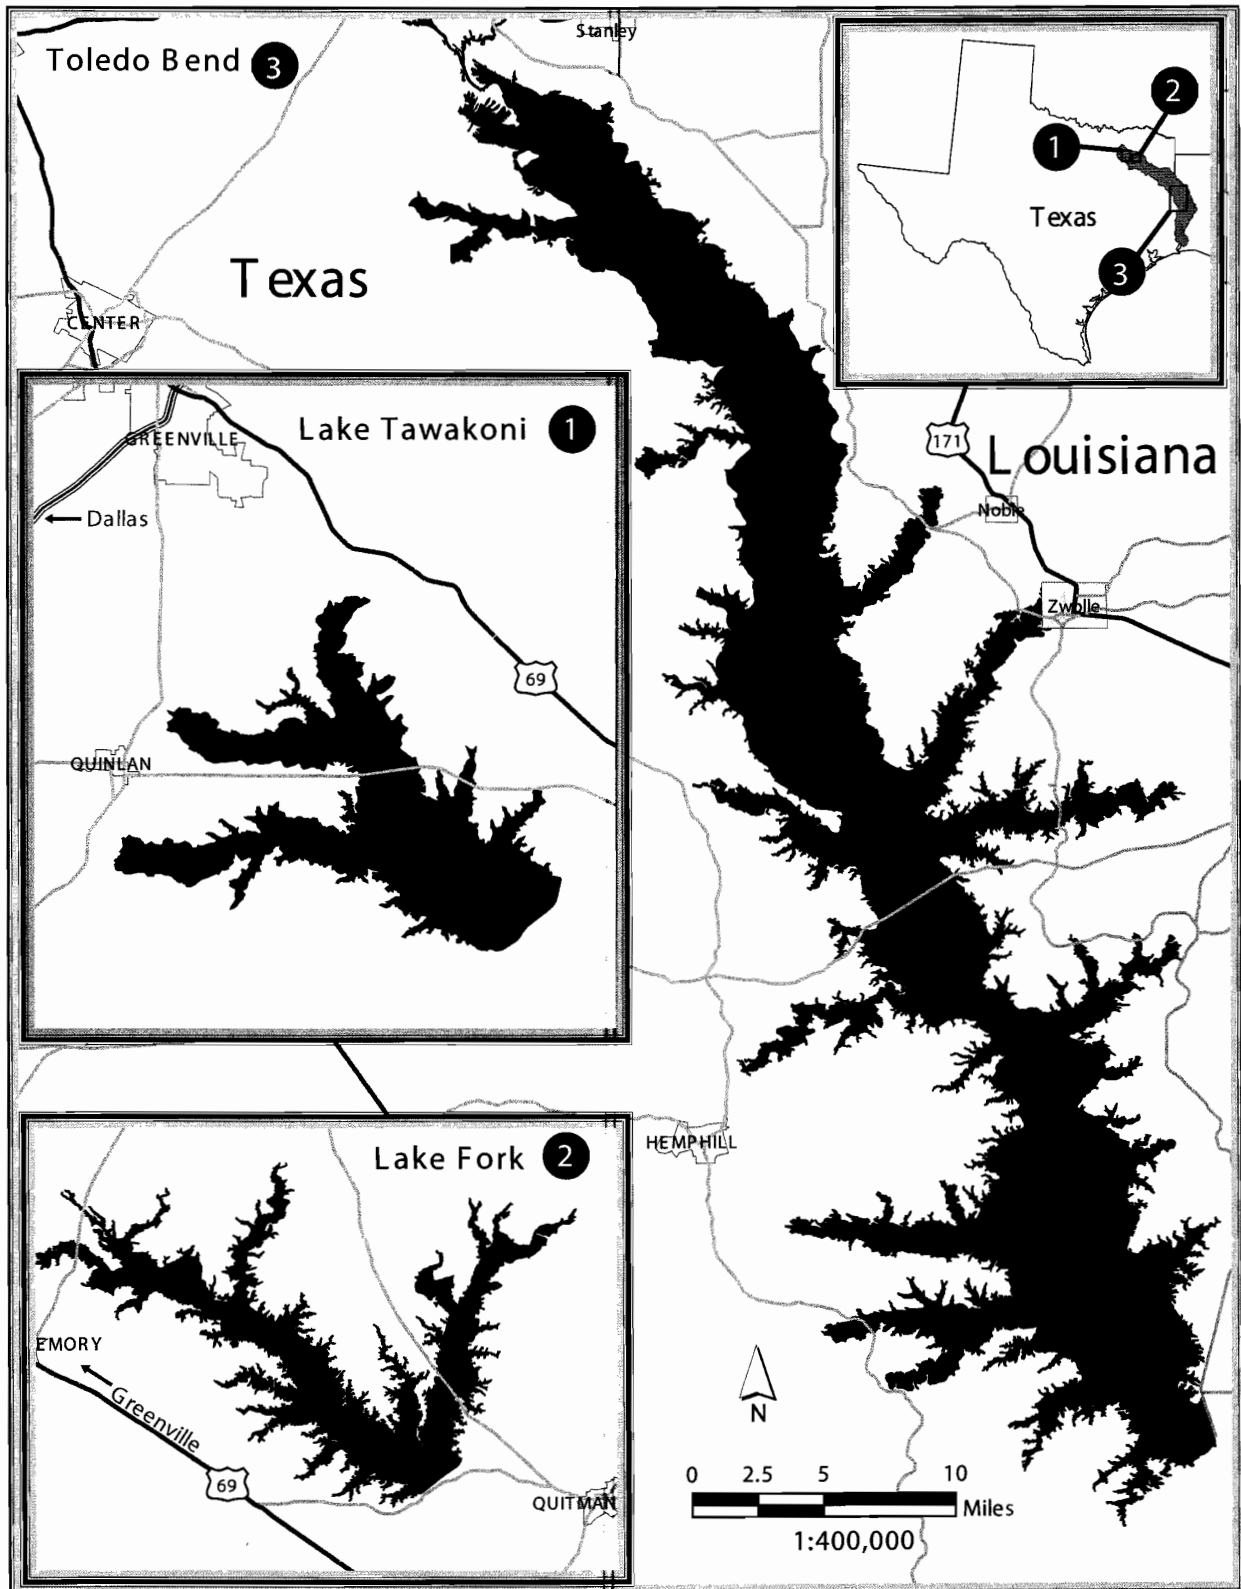 Toledo Bend 3
Stanley
2
1
Texas
3
Texas
CENTER
GREENVILLE
Lake Tawakoni 1
Dallas
171
Louisiana
Noble
Zwolle
69
QUINLAN
HEMPHILL
Lake Fork 2
EMORY
Greenville
69
QUITMAN
N
0 2.5 5 10
Miles
1:400,000